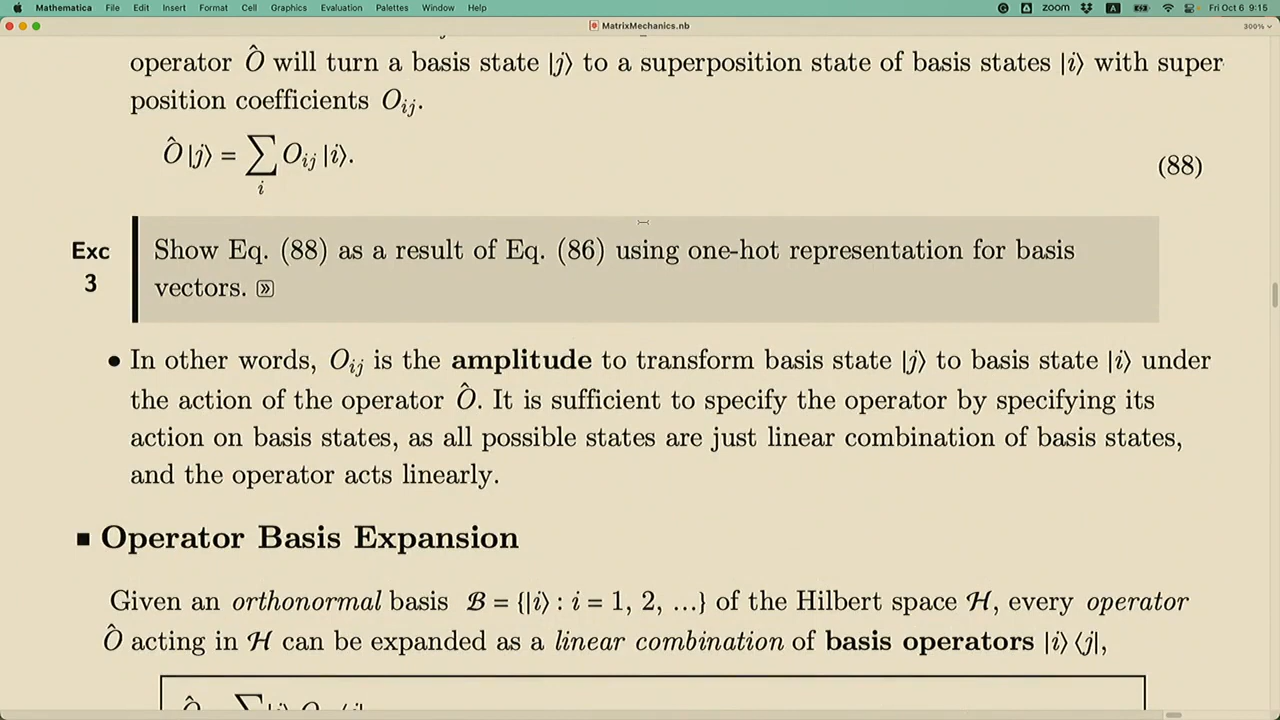 Mathematica File Edit Insert Format Cell Graphics Evaluation Palettes Window Help zoom A Fri Oct 6 9:15
MatrixMechanics.nb 300%
operator Ô will turn a basis state |j⟩ to a superposition state of basis states |i⟩ with super
position coefficients Oᵢⱼ.
Ô |j⟩ = ∑ᵢ Oᵢⱼ |i⟩. (88)
Exc 3
Show Eq. (88) as a result of Eq. (86) using one-hot representation for basis
vectors. »
• In other words, Oᵢⱼ is the amplitude to transform basis state |j⟩ to basis state |i⟩ under
the action of the operator Ô. It is sufficient to specify the operator by specifying its
action on basis states, as all possible states are just linear combination of basis states,
and the operator acts linearly.
■ Operator Basis Expansion
Given an orthonormal basis ℬ = {|i⟩ : i = 1, 2, ...} of the Hilbert space ℋ, every operator
Ô acting in ℋ can be expanded as a linear combination of basis operators |i⟩ ⟨j|,